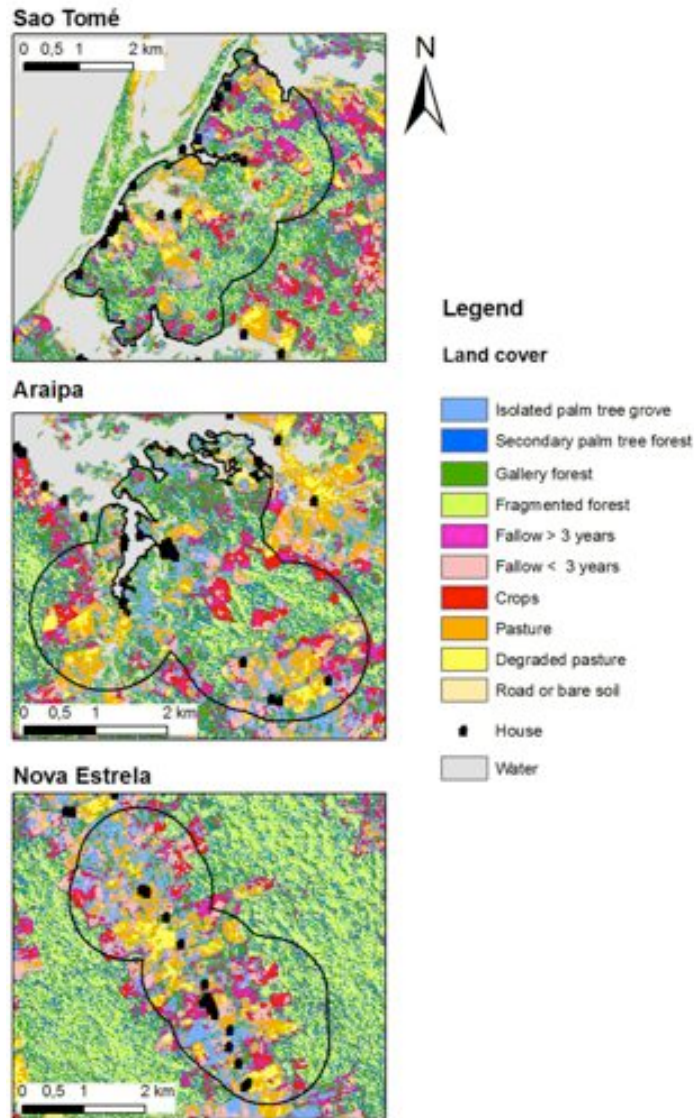 Sao Tomé
0 0,5 1 2 km
N
Araipa
0 0,5 1 2 km
Nova Estrela
0 0,5 1 2 km
Legend
Land cover
Isolated palm tree grove
Secondary palm tree forest
Gallery forest
Fragmented forest
Fallow > 3 years
Fallow < 3 years
Crops
Pasture
Degraded pasture
Road or bare soil
House
Water